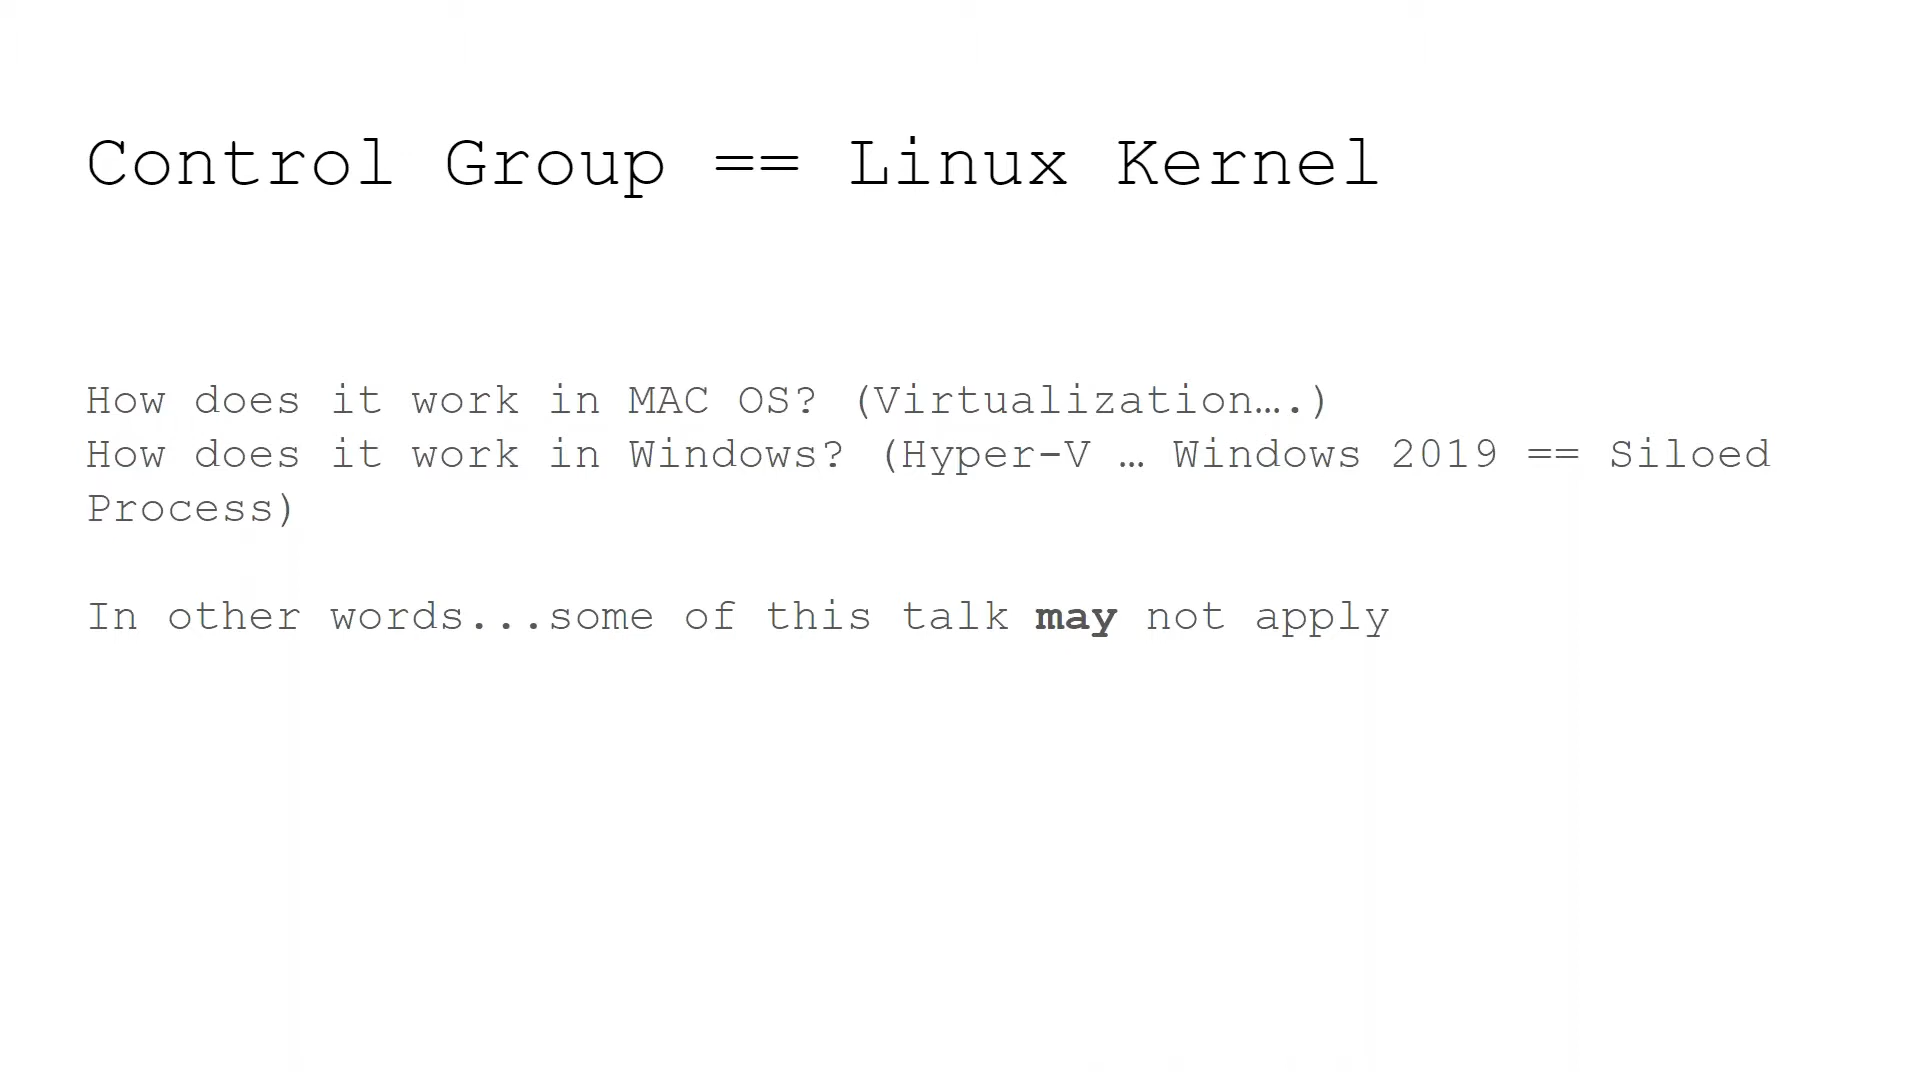 Control Group == Linux Kernel
How does it work in MAC OS? (Virtualization….)
How does it work in Windows? (Hyper-V … Windows 2019 == Siloed
Process)
In other words...some of this talk may not apply